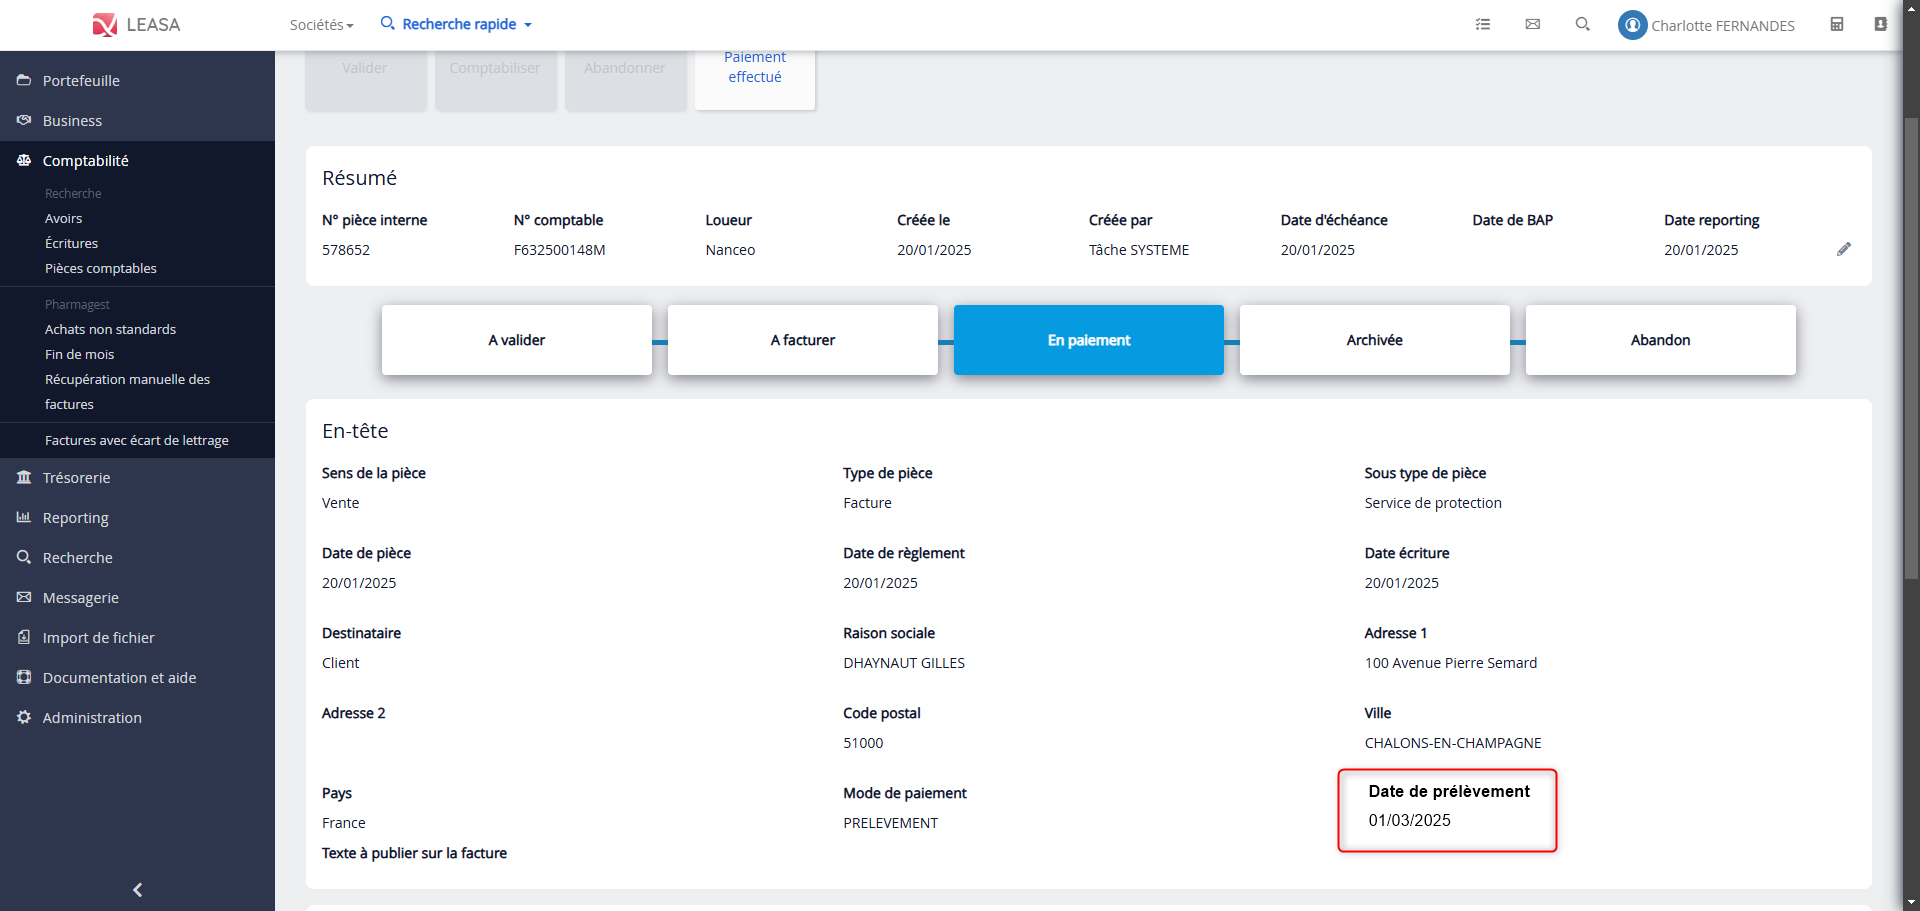 LEASA
Sociétés
Recherche rapide
Charlotte FERNANDES
Portefeuille
Business
Comptabilité
Recherche
Avoirs
Écritures
Pièces comptables
Pharmagest
Achats non standards
Fin de mois
Récupération manuelle des
factures
Factures avec écart de lettrage
Trésorerie
Reporting
Recherche
Messagerie
Import de fichier
Documentation et aide
Administration
Valider
Comptabiliser
Abandonner
Paiement
effectué
Résumé
N° pièce interne N° comptable Loueur Créée le Créée par Date d'échéance Date de BAP Date reporting
578652 F632500148M Nanceo 20/01/2025 Tâche SYSTEME 20/01/2025 20/01/2025
A valider A facturer En paiement Archivée Abandon
En-tête
Sens de la pièce Type de pièce Sous type de pièce
Vente Facture Service de protection
Date de pièce Date de règlement Date écriture
20/01/2025 20/01/2025 20/01/2025
Destinataire Raison sociale Adresse 1
Client DHAYNAUT GILLES 100 Avenue Pierre Semard
Adresse 2 Code postal Ville
51000 CHALONS-EN-CHAMPAGNE
Pays Mode de paiement Date de prélèvement
France PRELEVEMENT 01/03/2025
Texte à publier sur la facture